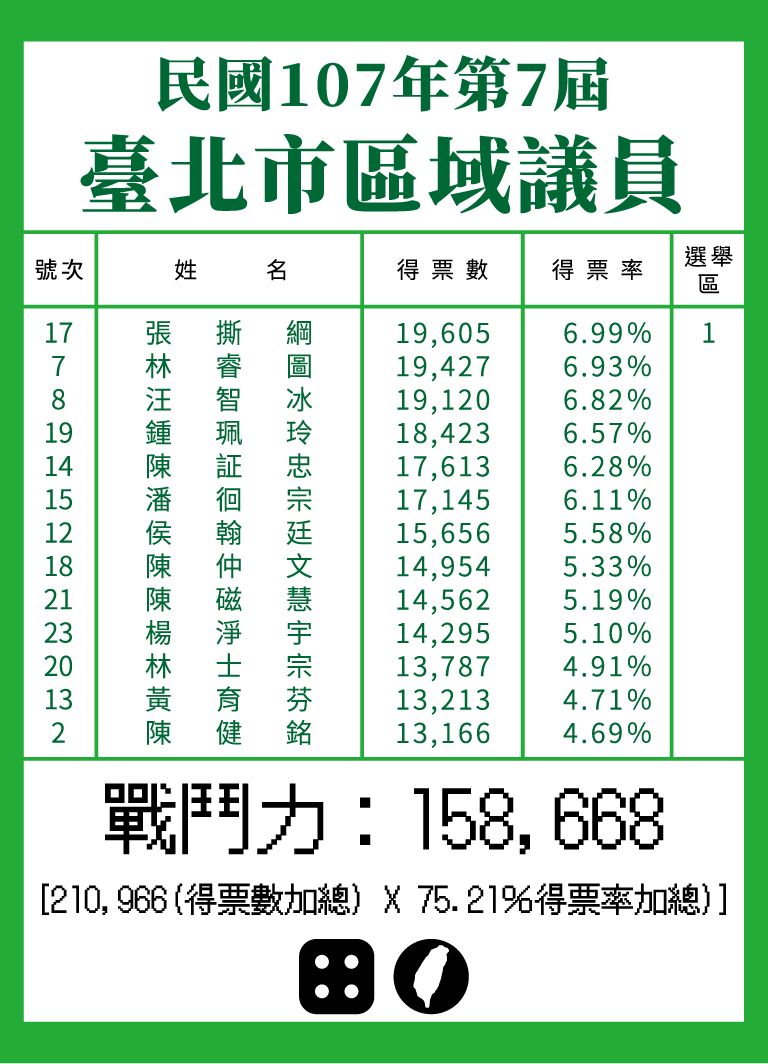 民國107年第7屆
臺北市區域議員
號次 姓名 得票數 得票率 選舉區
17 張撕綱 19,605 6.99% 1
7 林睿圖 19,427 6.93%
8 汪智冰 19,120 6.82%
19 鍾珮玲 18,423 6.57%
14 陳証忠 17,613 6.28%
15 潘徊宗 17,145 6.11%
12 侯翰廷 15,656 5.58%
18 陳仲文 14,954 5.33%
21 陳磁慧 14,562 5.19%
23 楊淨宇 14,295 5.10%
20 林士宗 13,787 4.91%
13 黃育芬 13,213 4.71%
2 陳健銘 13,166 4.69%
戰鬥力：158,668
[210,966(得票數加總) X 75.21%得票率加總)]